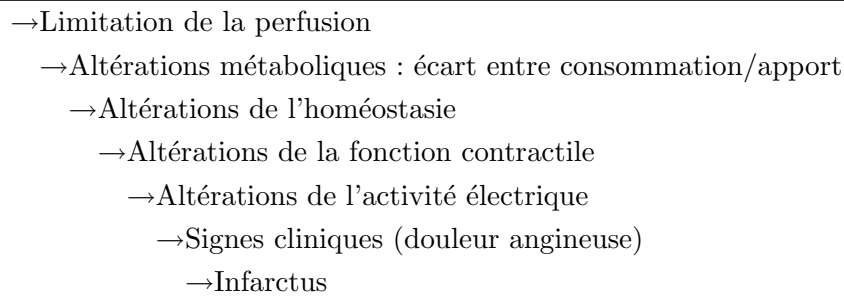 →Limitation de la perfusion
→Altérations métaboliques : écart entre consommation/apport
→Altérations de l'homéostasie
→Altérations de la fonction contractile
→Altérations de l'activité électrique
→Signes cliniques (douleur angineuse)
→Infarctus